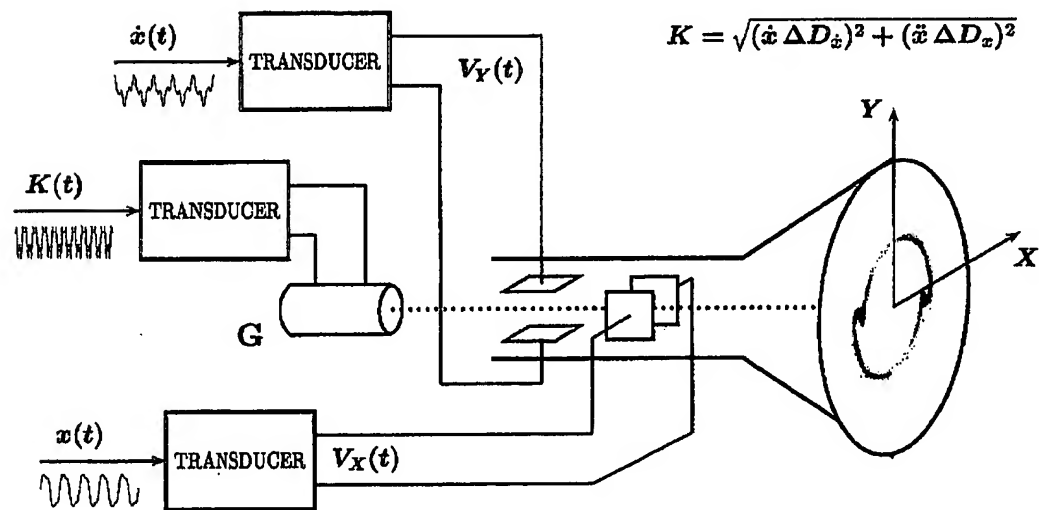 ẋ(t)
TRANSDUCER
V_Y(t)
K = √((ẋ ΔD_ẋ)² + (ẍ ΔD_x)²)
Y
K(t)
TRANSDUCER
X
G
x(t)
TRANSDUCER
V_X(t)